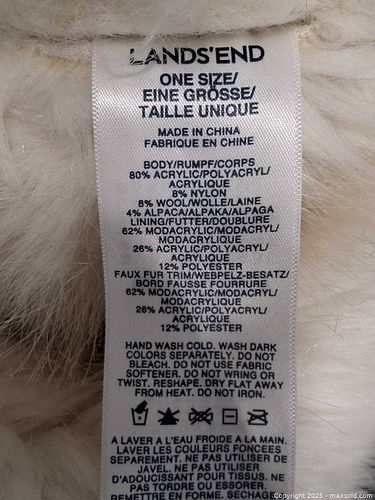 LANDS'END
ONE SIZE/
EINE GRÖSSE/
TAILLE UNIQUE
MADE IN CHINA
FABRIQUE EN CHINE
BODY/RUMPF/CORPS
80% ACRYLIC/POLYACRYL/
ACRYLIQUE
8% NYLON
8% WOOL/WOLLE/LAINE
4% ALPACA/ALPAKA/ALPAGA
LINING/FUTTER/DOUBLURE
62% MODACRYLIC/MODACRYL/
MODACRYLIQUE
26% ACRYLIC/POLYACRYL/
ACRYLIQUE
12% POLYESTER
FAUX FUR TRIM/WEBPELZ-BESATZ/
BORD FAUSSE FOURRURE
62% MODACRYLIC/MODACRYL/
MODACRYLIQUE
26% ACRYLIC/POLYACRYL/
ACRYLIQUE
12% POLYESTER
HAND WASH COLD. WASH DARK
COLORS SEPARATELY. DO NOT
BLEACH. DO NOT USE FABRIC
SOFTENER. DO NOT WRING OR
TWIST. RESHAPE. DRY FLAT AWAY
FROM HEAT. DO NOT IRON.
A LAVER A L'EAU FROIDE A LA MAIN.
LAVER LES COULEURS FONCEES
SEPAREMENT. NE PAS UTILISER
DE JAVEL. NE PAS UTILISER
D'ADOUCISSANT POUR TISSUS. NE
PAS TORDRE OU ESSORER.
REMETTRE EN FORME. SECHAGE
Copyright 2025 - maxsold.com